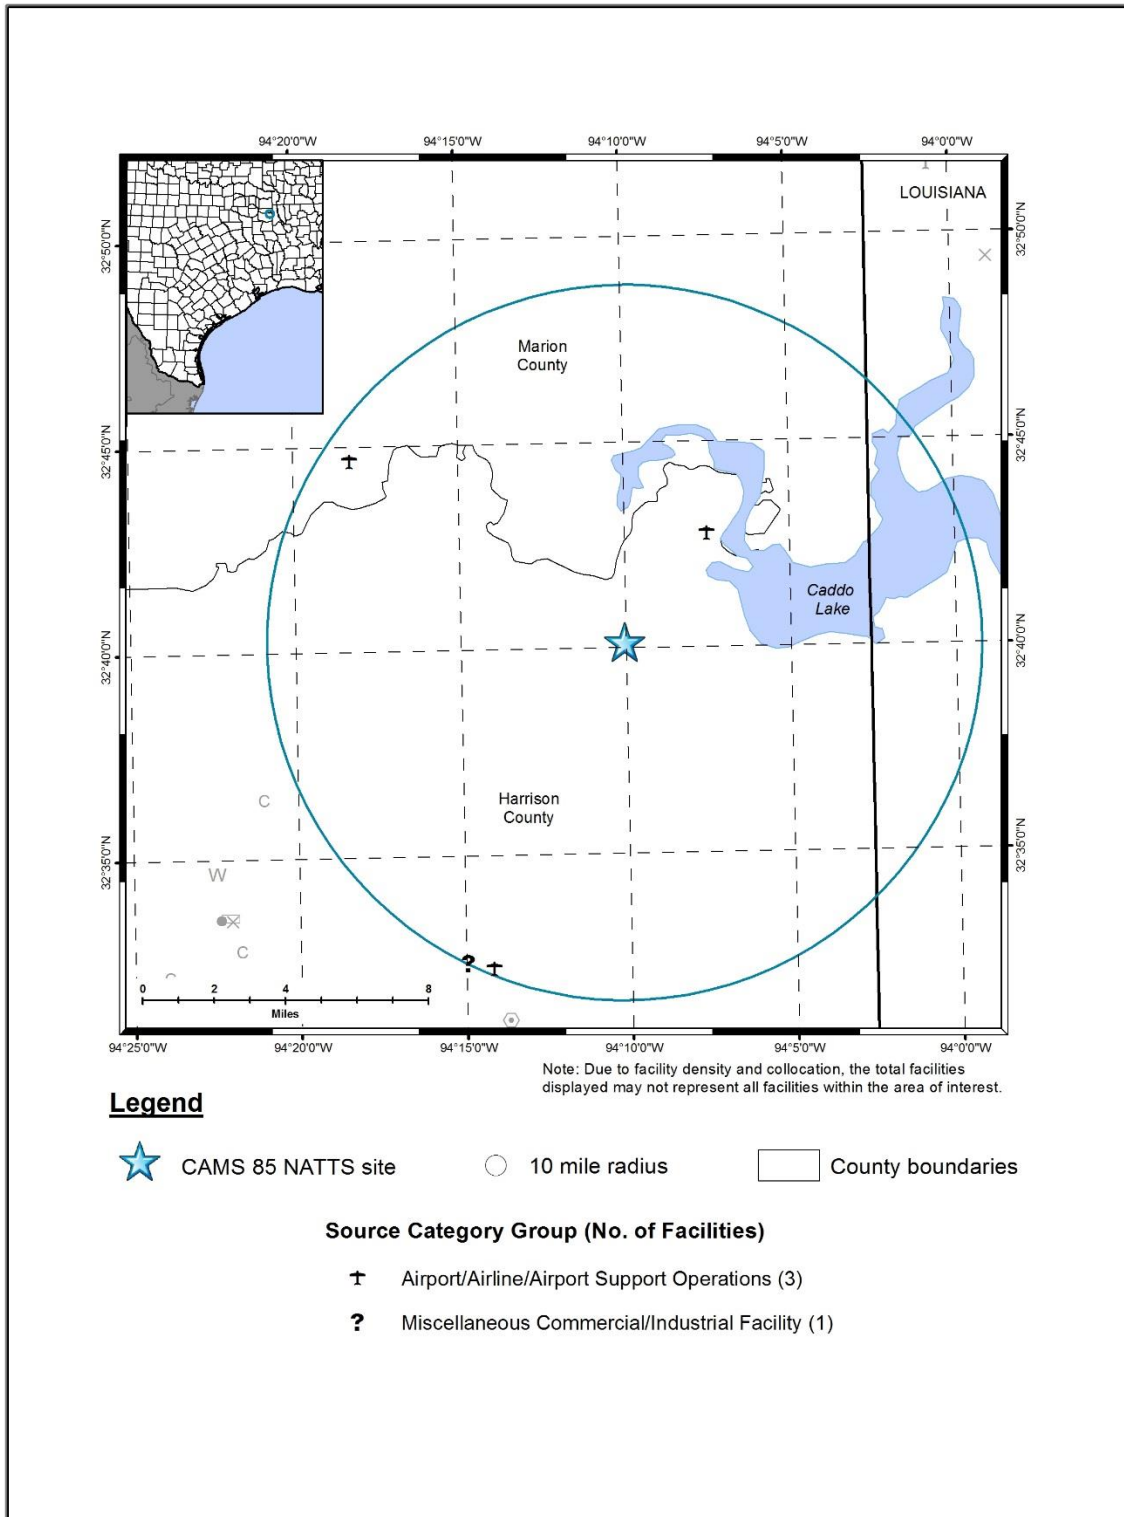 94°20'0"W 94°15'0"W 94°10'0"W 94°5'0"W 94°0'0"W
LOUISIANA
32°50'0"N 32°50'0"N
Marion
County
32°45'0"N 32°45'0"N
Caddo
Lake
32°40'0"N 32°40'0"N
C
Harrison
County
32°35'0"N 32°35'0"N
W
C
?
0 2 4 8
Miles
94°25'0"W 94°20'0"W 94°15'0"W 94°10'0"W 94°5'0"W 94°0'0"W
Note: Due to facility density and collocation, the total facilities
displayed may not represent all facilities within the area of interest.
Legend
CAMS 85 NATTS site 10 mile radius County boundaries
Source Category Group (No. of Facilities)
Airport/Airline/Airport Support Operations (3)
? Miscellaneous Commercial/Industrial Facility (1)